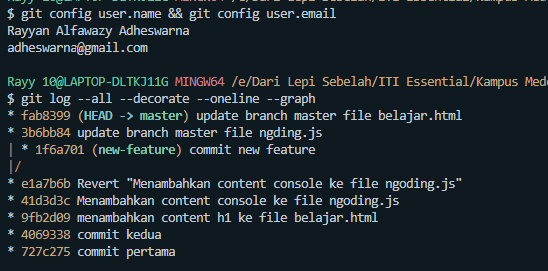 $ git config user.name && git config user.email
Rayyan Alfawazy Adheswarna
adheswarna@gmail.com
Rayy 10@LAPTOP-DLTKJ11G MINGW64 /e/Dari Lepi Sebelah/ITI Essential/Kampus Med
$ git log --all --decorate --oneline --graph
* fab8399 (HEAD -> master) update branch master file belajar.html
* 3b6bb84 update branch master file ngding.js
| * 1f6a701 (new-feature) commit new feature
|/
* e1a7b6b Revert "Menambahkan content console ke file ngoding.js"
* 41d3d3c Menambahkan content console ke file ngoding.js
* 9fb2d09 menambahkan content h1 ke file belajar.html
* 4069338 commit kedua
* 727c275 commit pertama